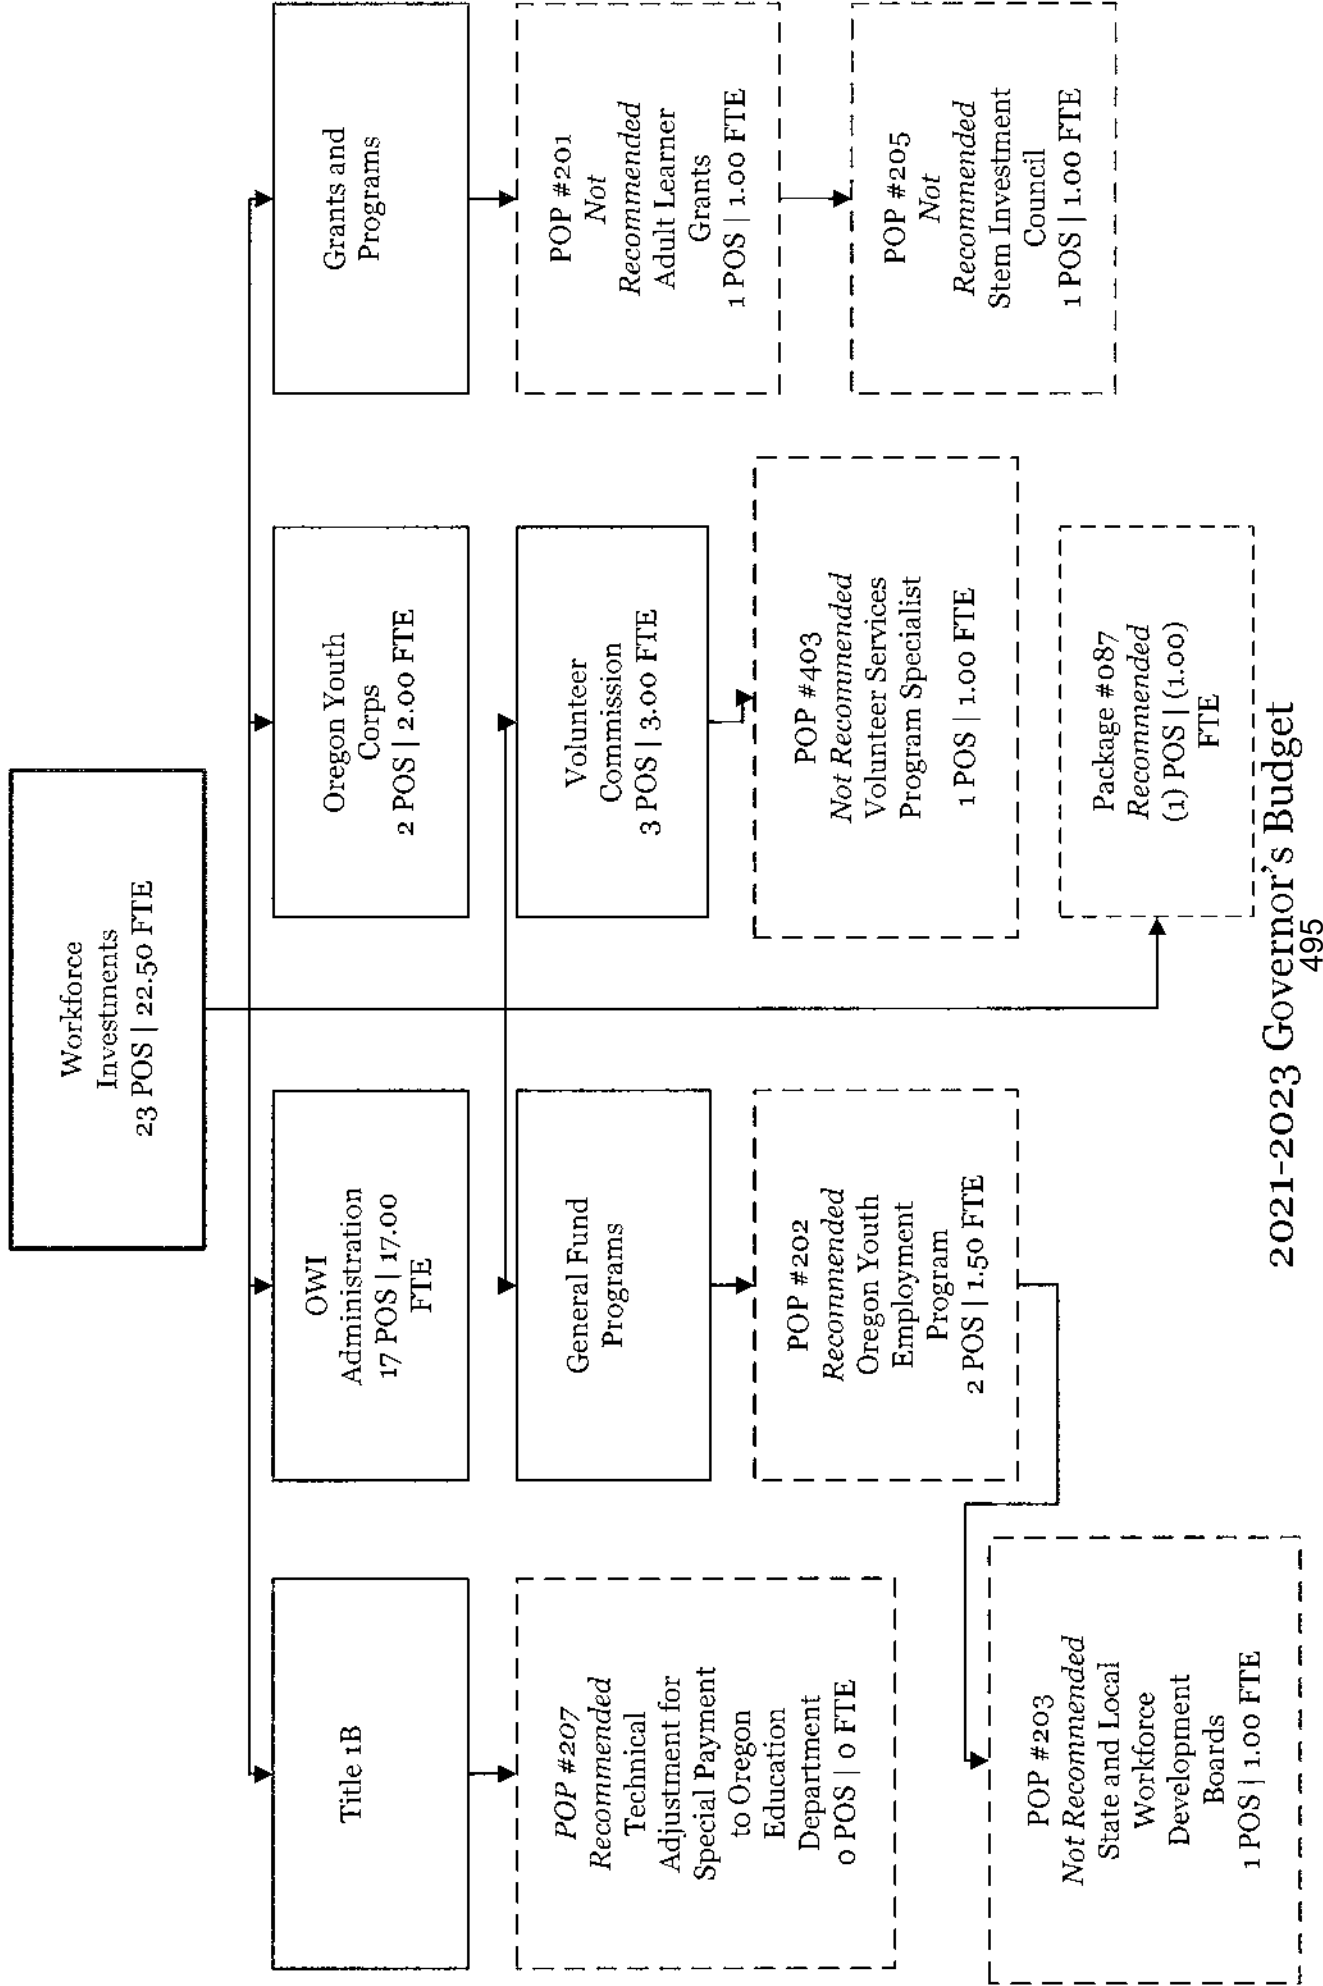 Workforce
Investments
23 POS | 22.50 FTE
Title 1B
OWI
Administration
17 POS | 17.00
FTE
Oregon Youth
Corps
2 POS | 2.00 FTE
Grants and
Programs
POP #207
Recommended
Technical
Adjustment for
Special Payment
to Oregon
Education
Department
0 POS | 0 FTE
General Fund
Programs
Volunteer
Commission
3 POS | 3.00 FTE
POP #201
Not
Recommended
Adult Learner
Grants
1 POS | 1.00 FTE
POP #202
Recommended
Oregon Youth
Employment
Program
2 POS | 1.50 FTE
POP #403
Not Recommended
Volunteer Services
Program Specialist
1 POS | 1.00 FTE
POP #205
Not
Recommended
Stem Investment
Council
1 POS | 1.00 FTE
POP #203
Not Recommended
State and Local
Workforce
Development
Boards
1 POS | 1.00 FTE
Package #087
Recommended
(1) POS | (1.00)
FTE
2021-2023 Governor's Budget
495